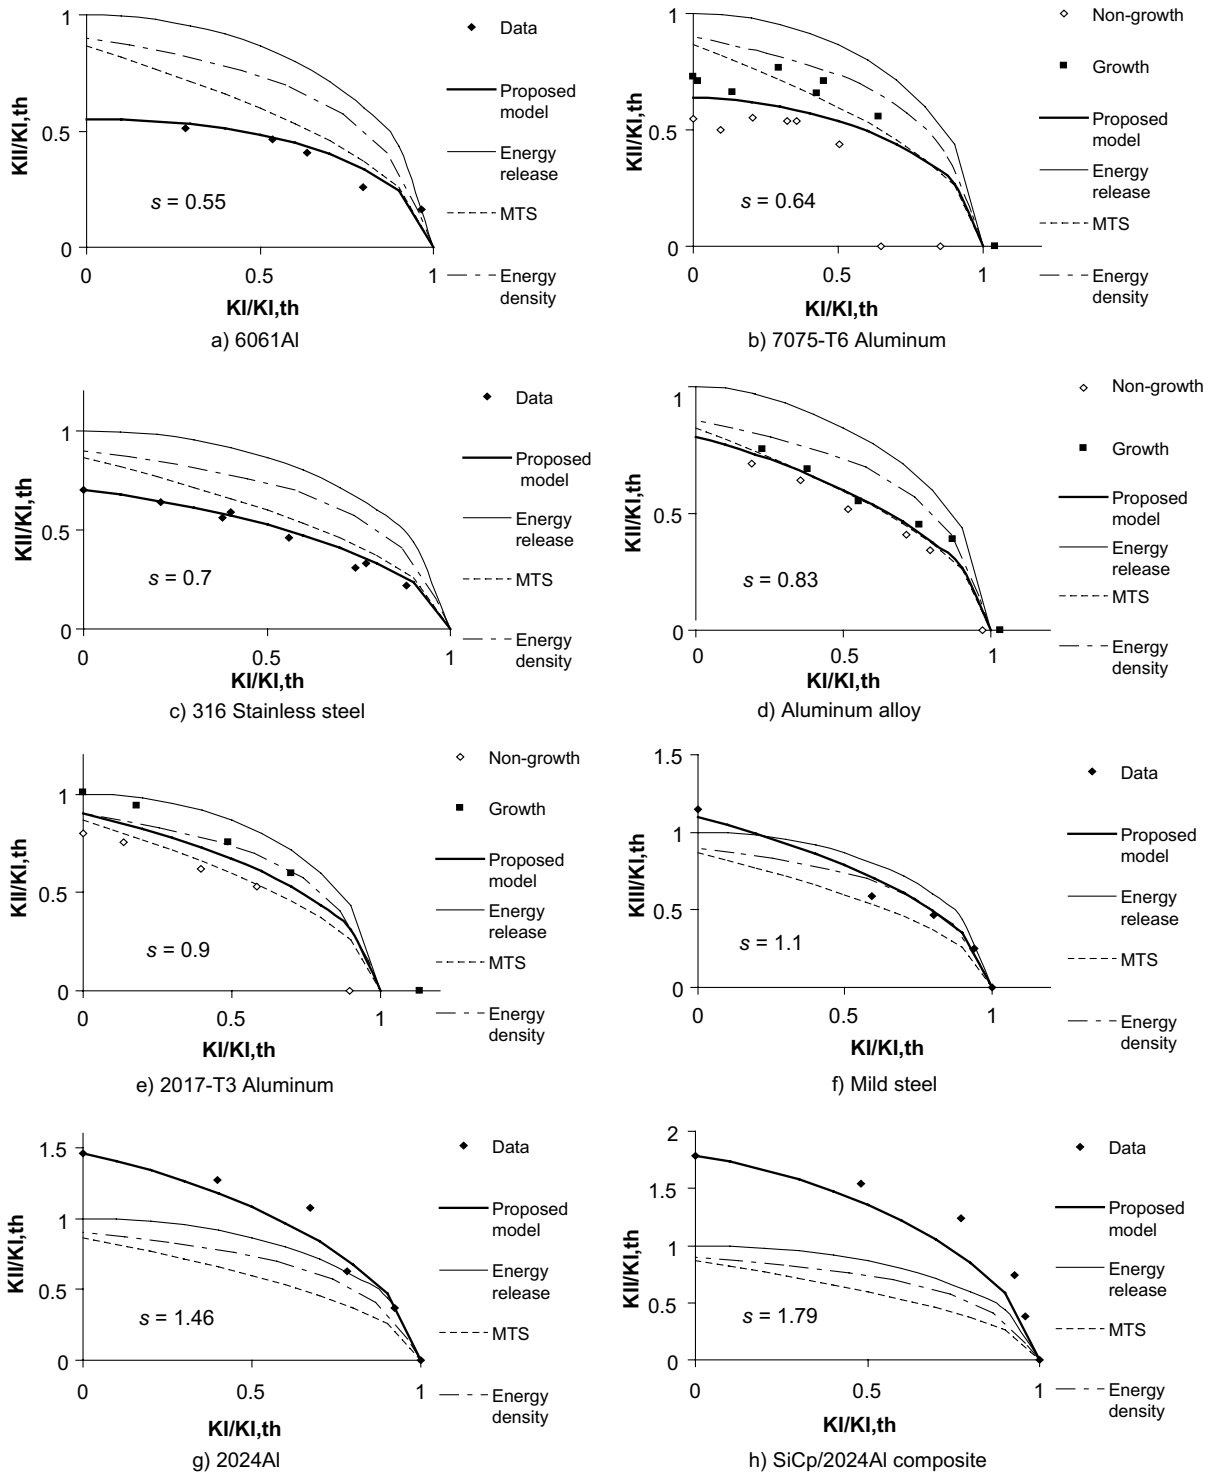 1
0.5
0
KII/KI,th
s = 0.55
0
0.5
1
KI/KI,th
Data
Proposed
model
Energy
release
MTS
Energy
density
a) 6061Al
1
0.5
0
KII/KI,th
s = 0.64
0
0.5
1
KI/KI,th
Non-growth
Growth
Proposed
model
Energy
release
MTS
Energy
density
b) 7075-T6 Aluminum
1
0.5
0
KII/KI,th
s = 0.7
0
0.5
1
KI/KI,th
Data
Proposed
model
Energy
release
MTS
Energy
density
c) 316 Stainless steel
1
0.5
0
KII/KI,th
s = 0.83
0
0.5
1
KI/KI,th
Non-growth
Growth
Proposed
model
Energy
release
MTS
Energy
density
d) Aluminum alloy
1
0.5
0
KII/KI,th
s = 0.9
0
0.5
1
KI/KI,th
Non-growth
Growth
Proposed
model
Energy
release
MTS
Energy
density
e) 2017-T3 Aluminum
1.5
1
0.5
0
KIII/KI,th
s = 1.1
0
0.5
1
KI/KI,th
Data
Proposed
model
Energy
release
MTS
Energy
density
f) Mild steel
1.5
1
0.5
0
KII/KI,th
s = 1.46
0
0.5
1
KI/KI,th
Data
Proposed
model
Energy
release
MTS
Energy
density
g) 2024Al
2
1.5
1
0.5
0
KIII/KI,th
s = 1.79
0
0.5
1
KI/KI,th
Data
Proposed
model
Energy
release
MTS
Energy
density
h) SiCp/2024Al composite